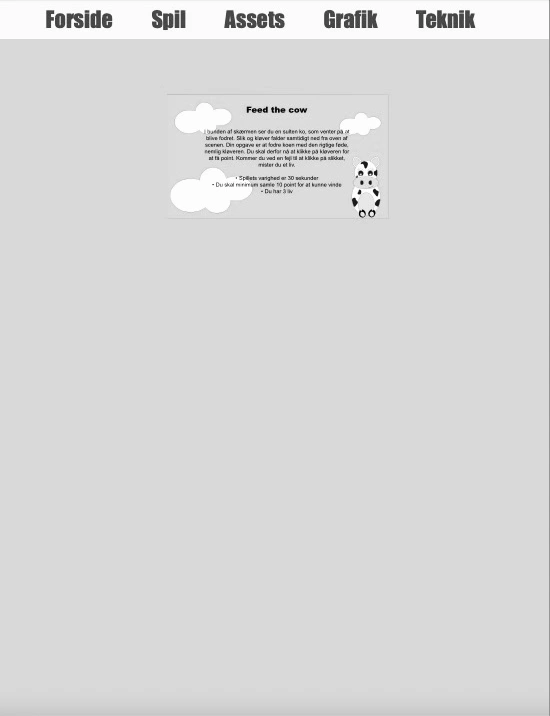 Forside Spil Assets Grafik Teknik
Feed the cow
I bunden af skærmen ser du en sulten ko, som venter på at
blive fodret. Slik og kløver falder samtidigt ned fra oven af
scenen. Din opgave er at fodre koen med den rigtige føde,
nemlig kløveren. Du skal derfor nå at klikke på kløveren for
at få point. Kommer du ved en fejl til at klikke på slikket,
mister du et liv.
• Spillets varighed er 30 sekunder
• Du skal minimum samle 10 point for at kunne vinde
• Du har 3 liv